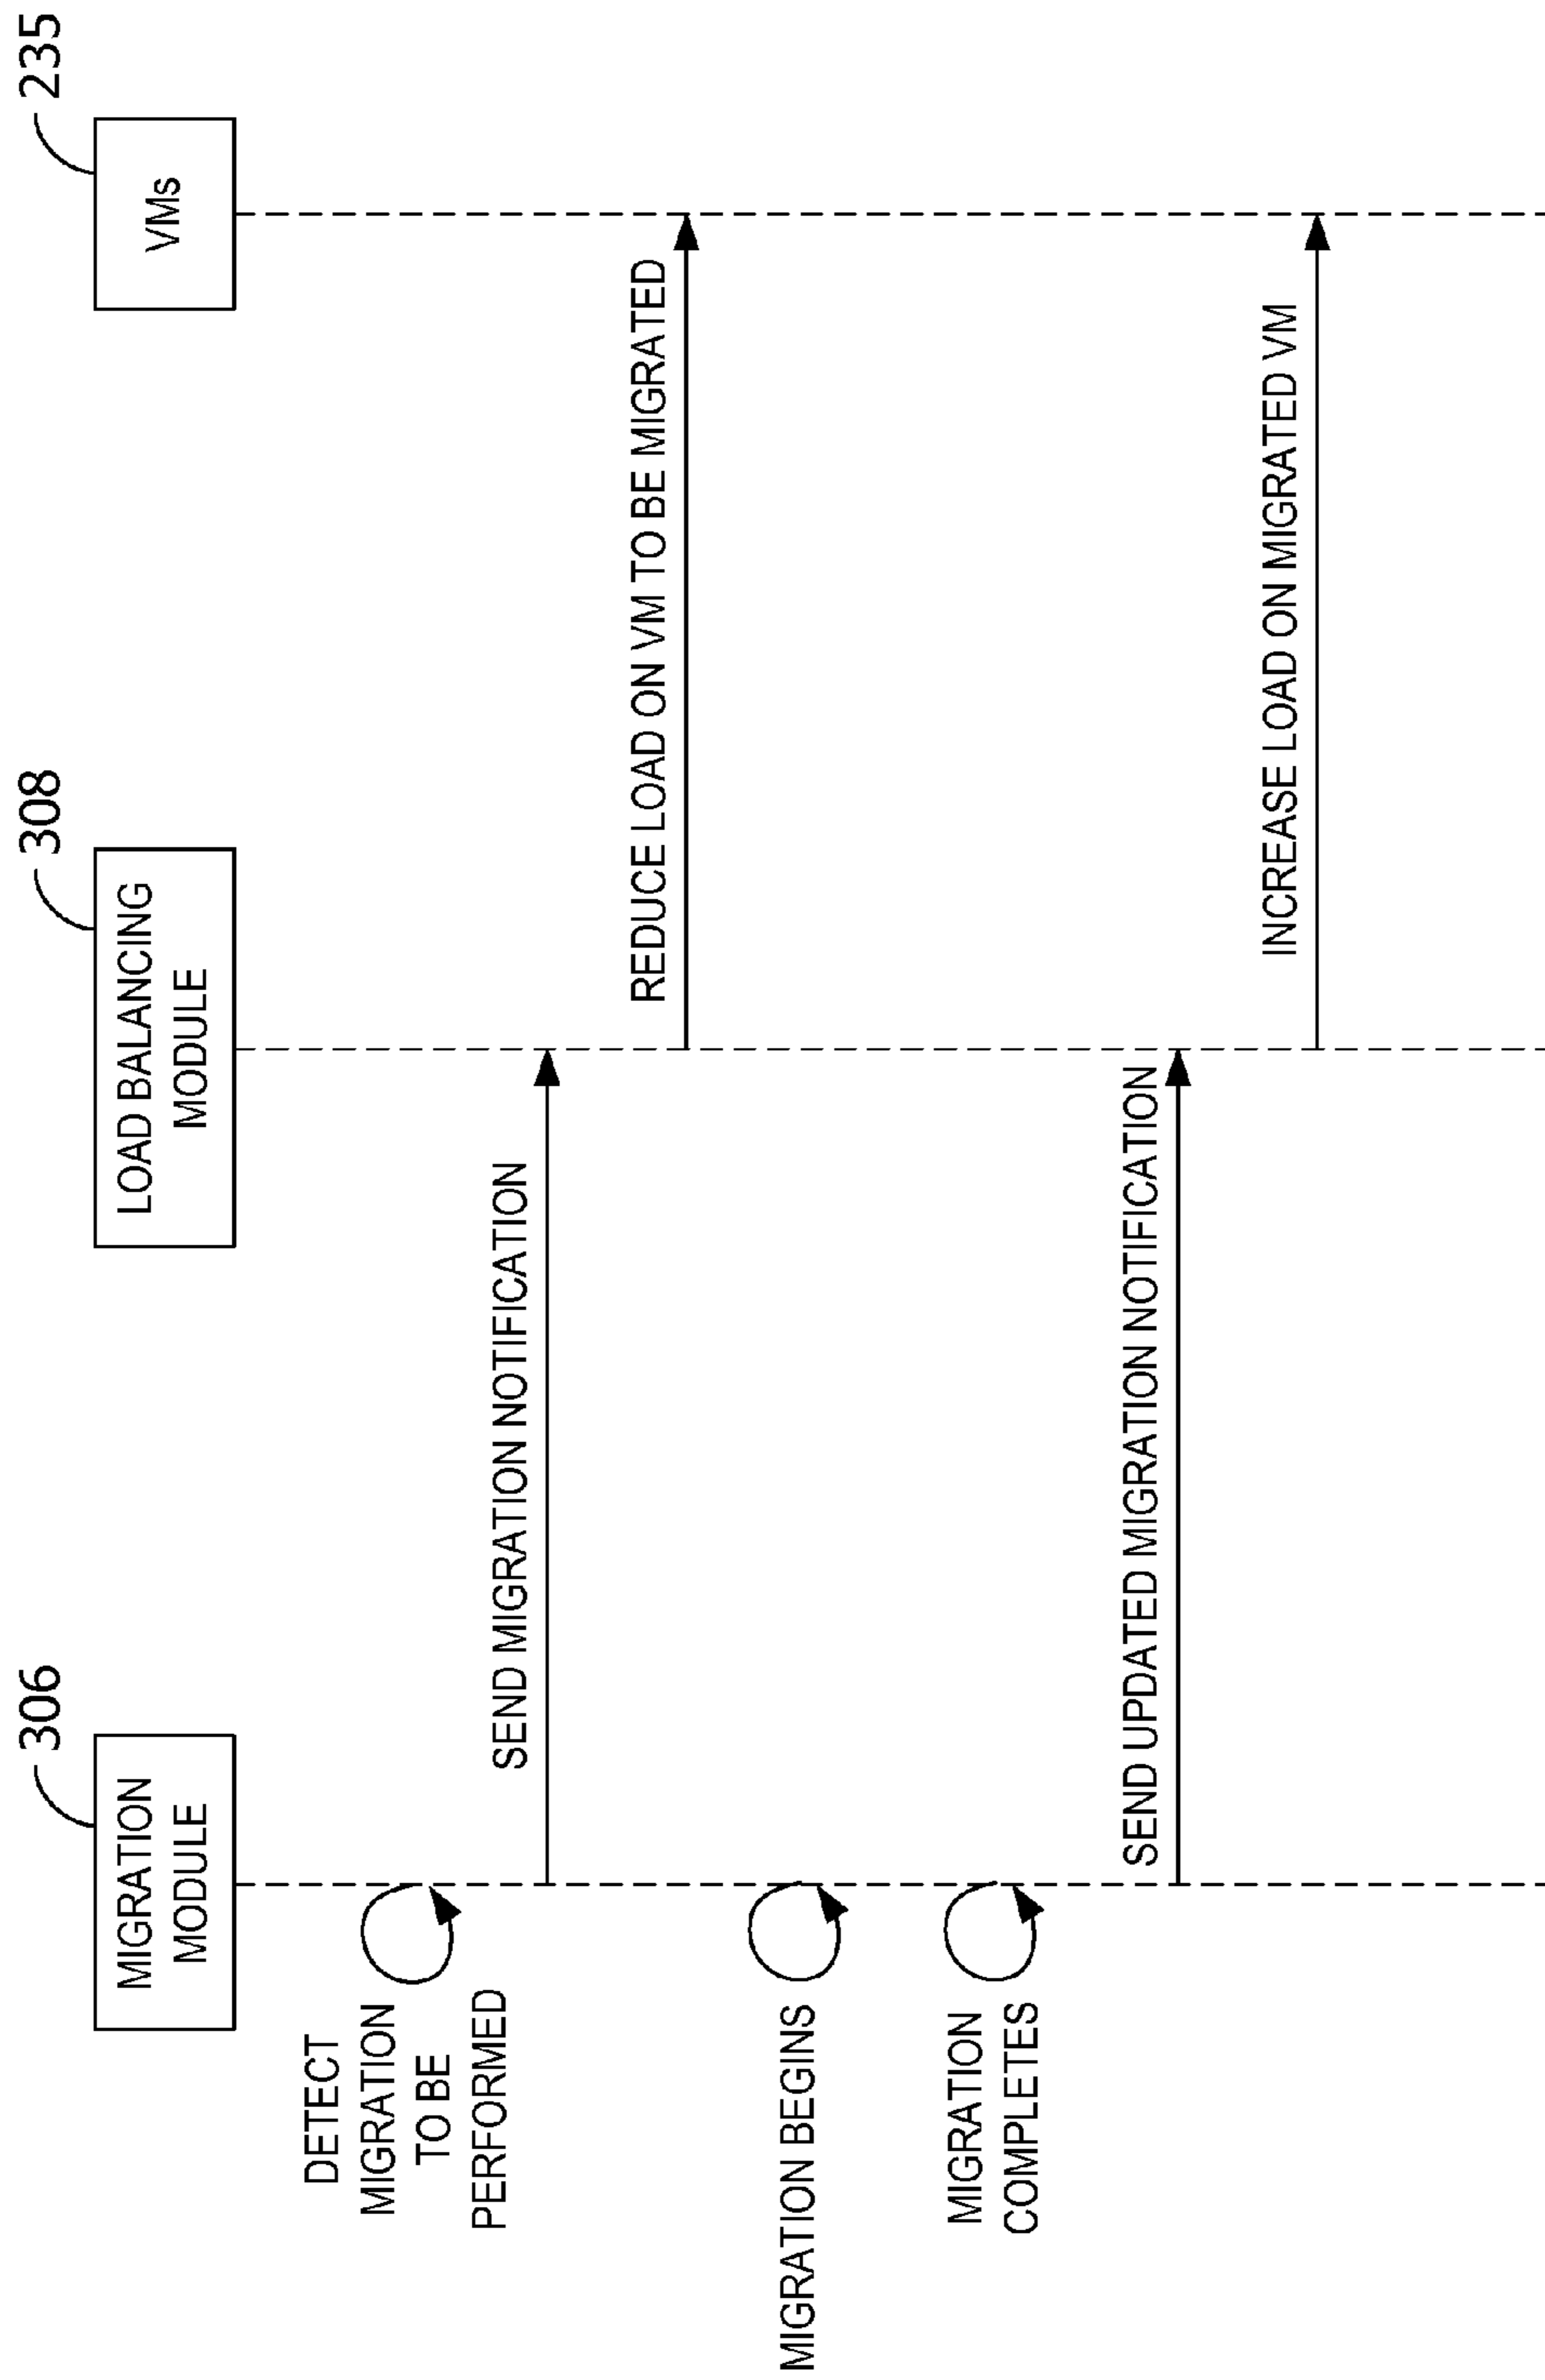 306
308
235
MIGRATION
MODULE
LOAD BALANCING
MODULE
VMs
DETECT
MIGRATION
TO BE
PERFORMED
SEND MIGRATION NOTIFICATION
REDUCE LOAD ON VM TO BE MIGRATED
MIGRATION BEGINS
MIGRATION
COMPLETES
SEND UPDATED MIGRATION NOTIFICATION
INCREASE LOAD ON MIGRATED VM